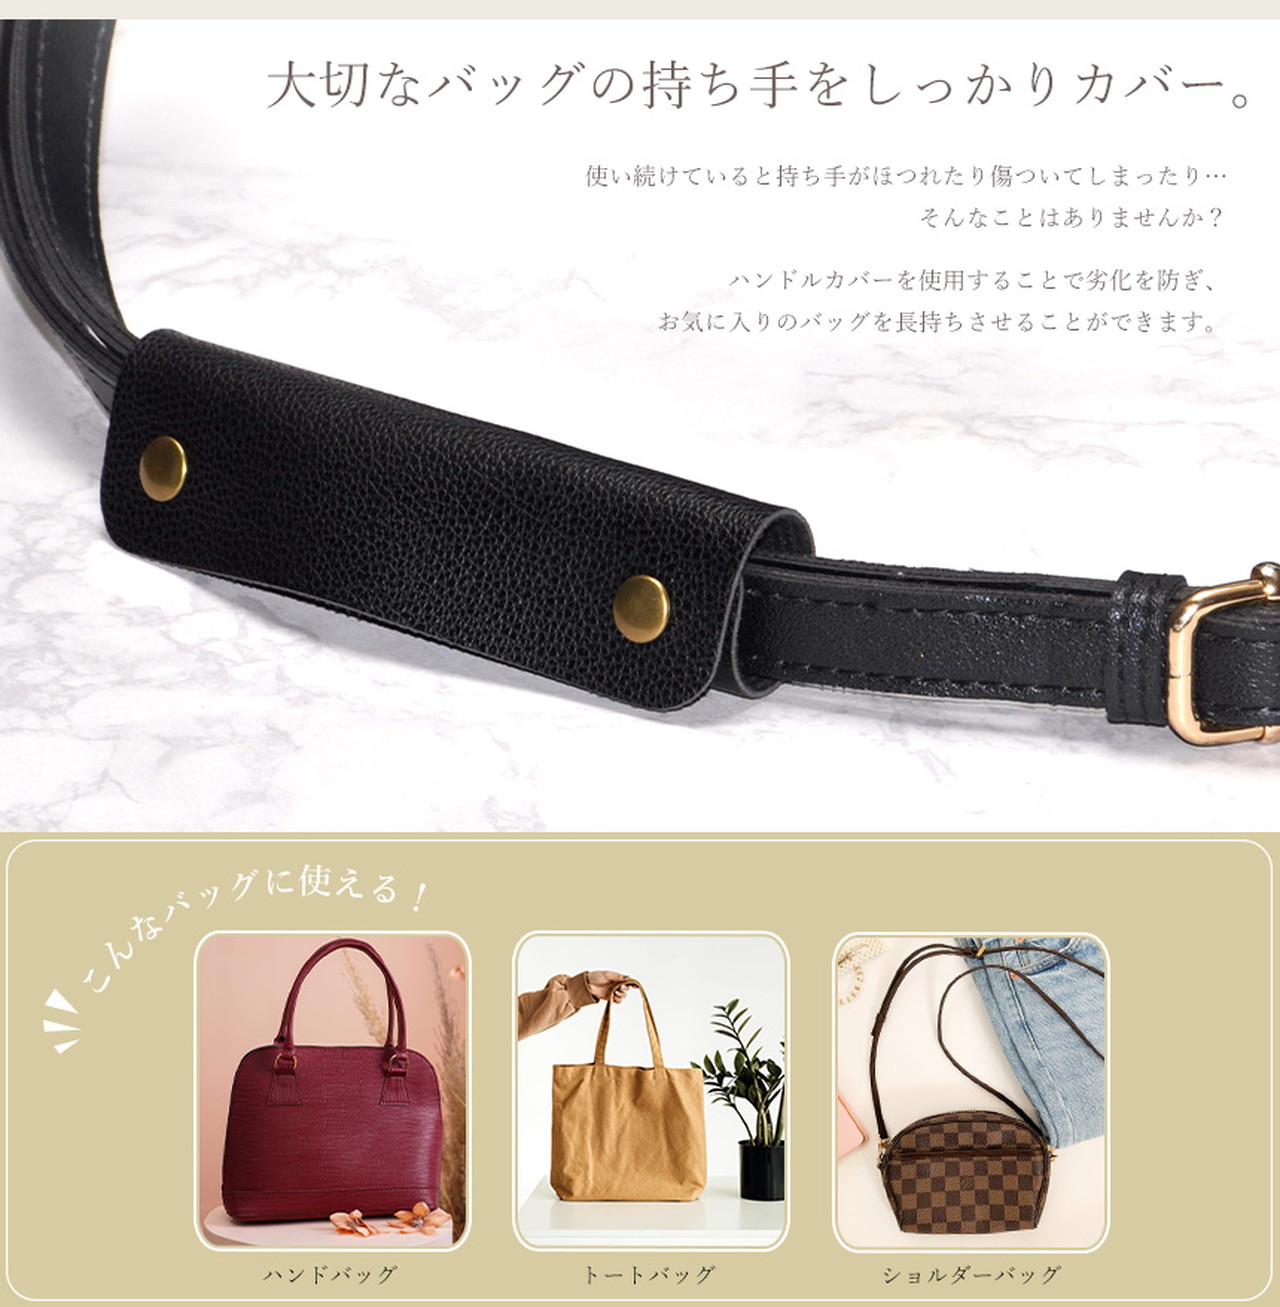 大切なバッグの持ち手をしっかりカバー。
使い続けていると持ち手がほつれたり傷ついてしまったり…
そんなことはありませんか？
ハンドルカバーを使用することで劣化を防ぎ、
お気に入りのバッグを長持ちさせることができます。
こんなバッグに使える！
ハンドバッグ
トートバッグ
ショルダーバッグ